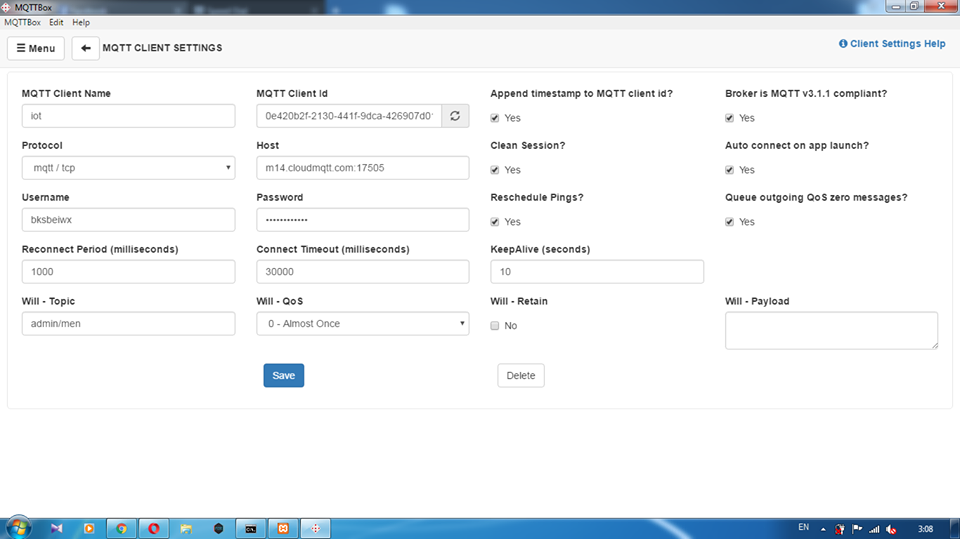 MQTTBox
MQTTBox Edit Help
Menu MQTT CLIENT SETTINGS Client Settings Help
MQTT Client Name MQTT Client Id Append timestamp to MQTT client id? Broker is MQTT v3.1.1 compliant?
iot 0e420b2f-2130-441f-9dca-426907d0 Yes Yes
Protocol Host Clean Session? Auto connect on app launch?
mqtt / tcp m14.cloudmqtt.com:17505 Yes Yes
Username Password Reschedule Pings? Queue outgoing QoS zero messages?
bksbeiwx •••••••••••• Yes Yes
Reconnect Period (milliseconds) Connect Timeout (milliseconds) KeepAlive (seconds)
1000 30000 10
Will - Topic Will - QoS Will - Retain Will - Payload
admin/men 0 - Almost Once No
Save Delete
EN 3:08